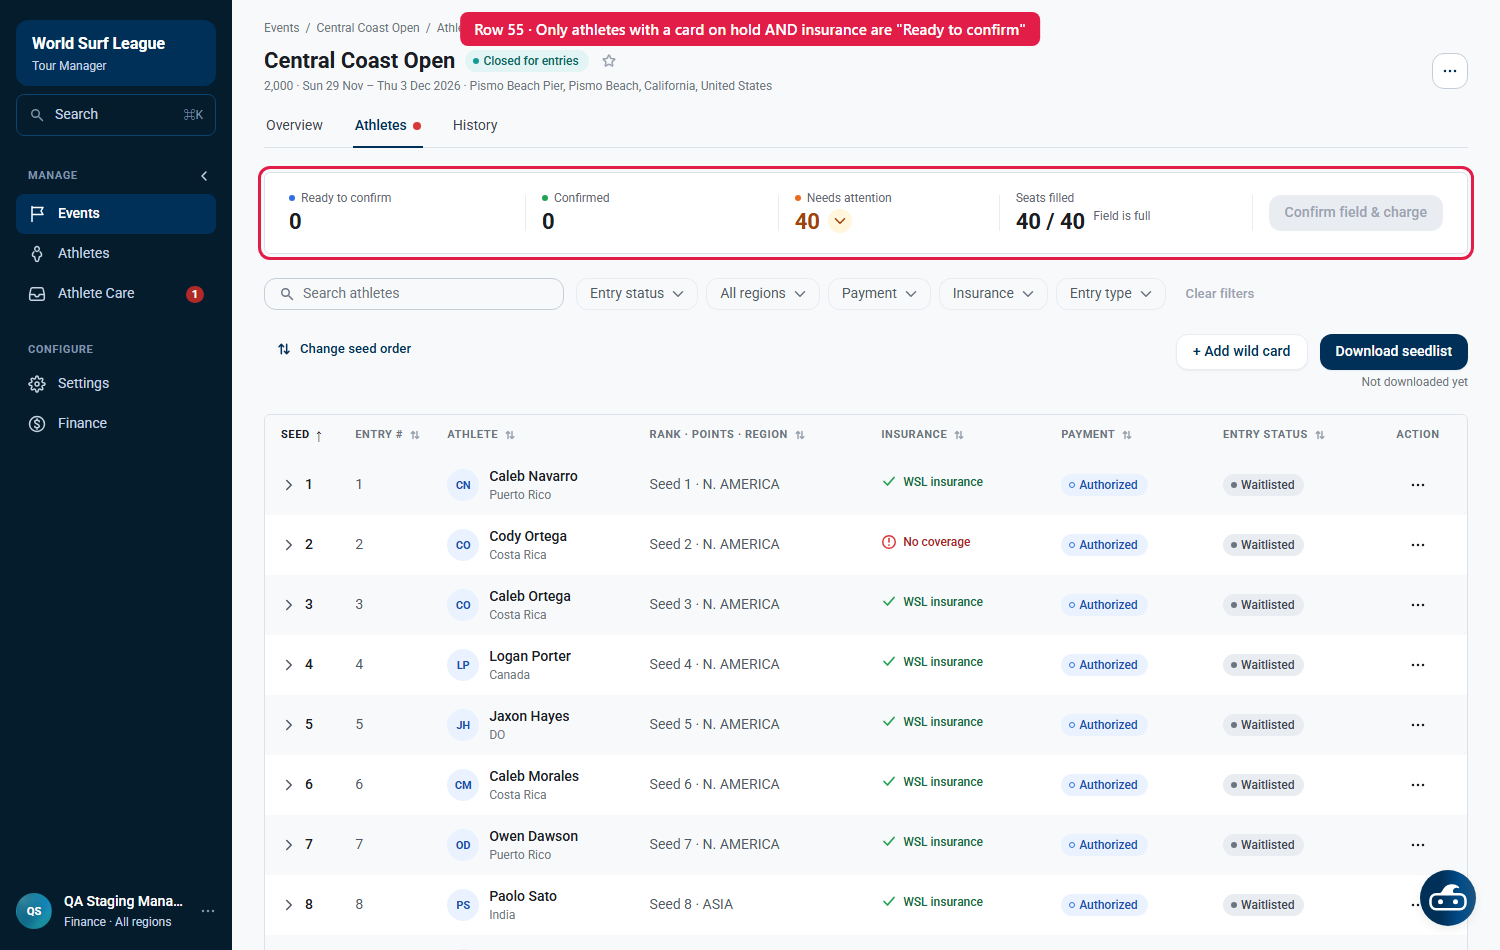 World Surf League
Tour Manager
Search ⌘K
MANAGE
Events
Athletes
Athlete Care 1
CONFIGURE
Settings
Finance
QS
QA Staging Mana...
Finance · All regions
Events / Central Coast Open /
Row 55 · Only athletes with a card on hold AND insurance are "Ready to confirm"
Central Coast Open
Closed for entries
2,000 · Sun 29 Nov – Thu 3 Dec 2026 · Pismo Beach Pier, Pismo Beach, California, United States
Overview Athletes History
Ready to confirm
0
Confirmed
0
Needs attention
40
Seats filled
40 / 40 Field is full
Confirm field & charge
Search athletes
Entry status All regions Payment Insurance Entry type Clear filters
Change seed order
+ Add wild card
Download seedlist
Not downloaded yet
SEED ↑ ENTRY # ATHLETE RANK · POINTS · REGION INSURANCE PAYMENT ENTRY STATUS ACTION
1 1 CN Caleb Navarro Seed 1 · N. AMERICA WSL insurance Authorized Waitlisted
Puerto Rico
2 2 CO Cody Ortega Seed 2 · N. AMERICA No coverage Authorized Waitlisted
Costa Rica
3 3 CO Caleb Ortega Seed 3 · N. AMERICA WSL insurance Authorized Waitlisted
Costa Rica
4 4 LP Logan Porter Seed 4 · N. AMERICA WSL insurance Authorized Waitlisted
Canada
5 5 JH Jaxon Hayes Seed 5 · N. AMERICA WSL insurance Authorized Waitlisted
DO
6 6 CM Caleb Morales Seed 6 · N. AMERICA WSL insurance Authorized Waitlisted
Costa Rica
7 7 OD Owen Dawson Seed 7 · N. AMERICA WSL insurance Authorized Waitlisted
Puerto Rico
8 8 PS Paolo Sato Seed 8 · ASIA WSL insurance Authorized Waitlisted
India